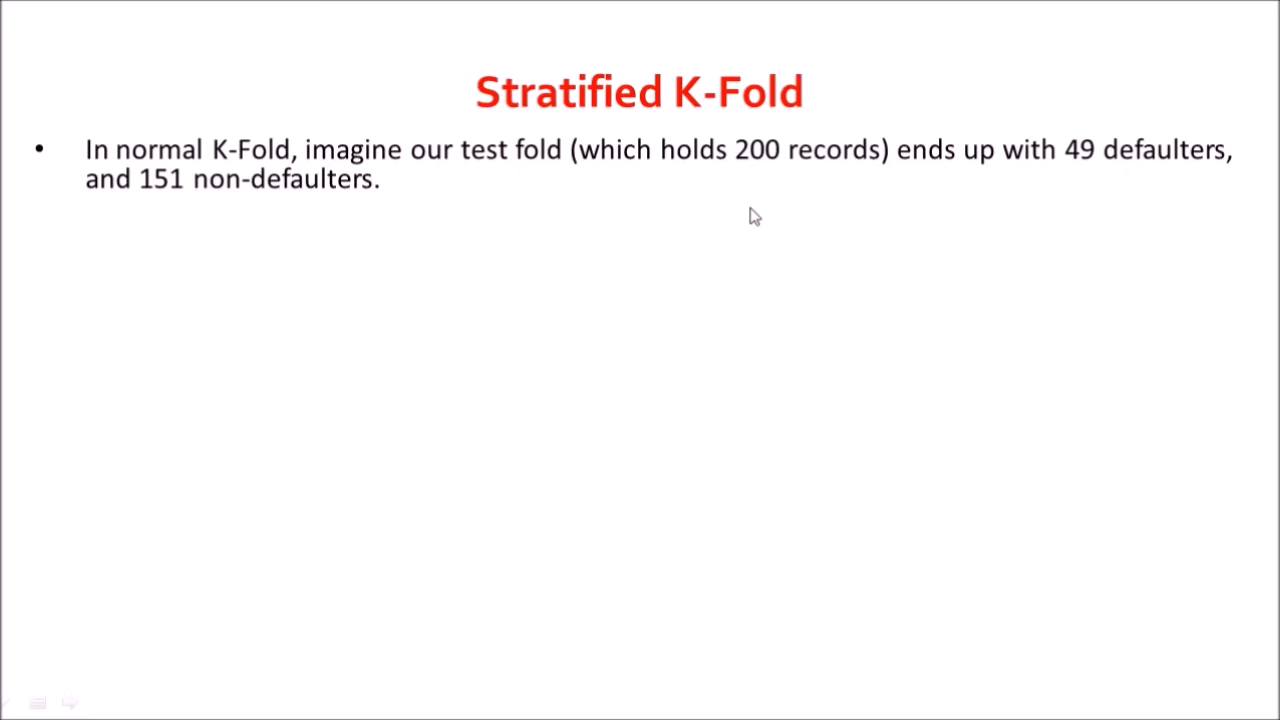 Stratified K-Fold
• In normal K-Fold, imagine our test fold (which holds 200 records) ends up with 49 defaulters,
and 151 non-defaulters.